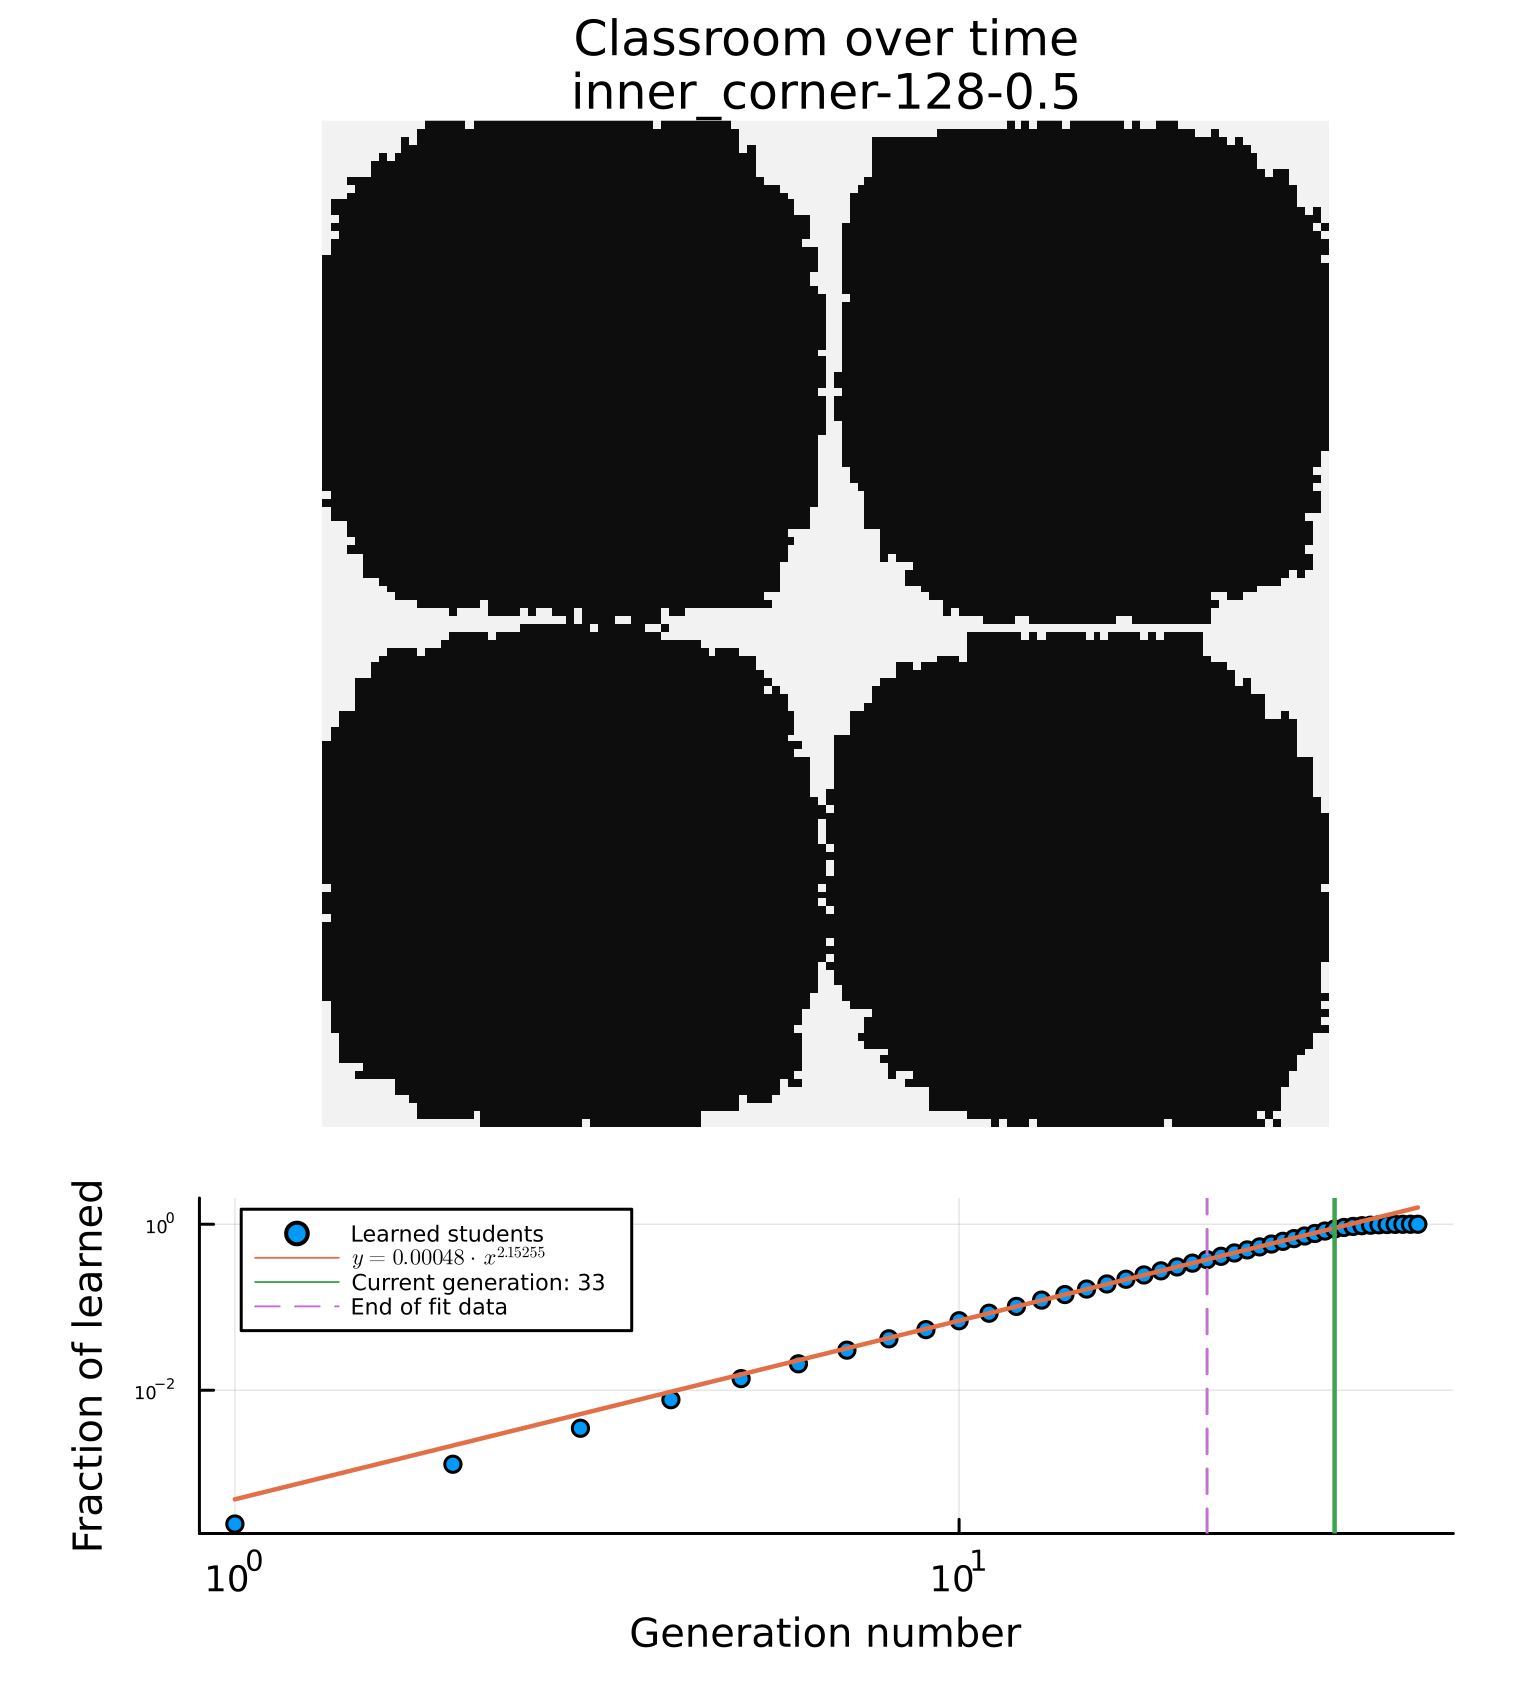 Classroom over time
inner_corner-128-0.5
Fraction of learned
10^0
10^−2
Learned students
y = 0.00048 · x^2.15255
Current generation: 33
End of fit data
10^0
10^1
Generation number